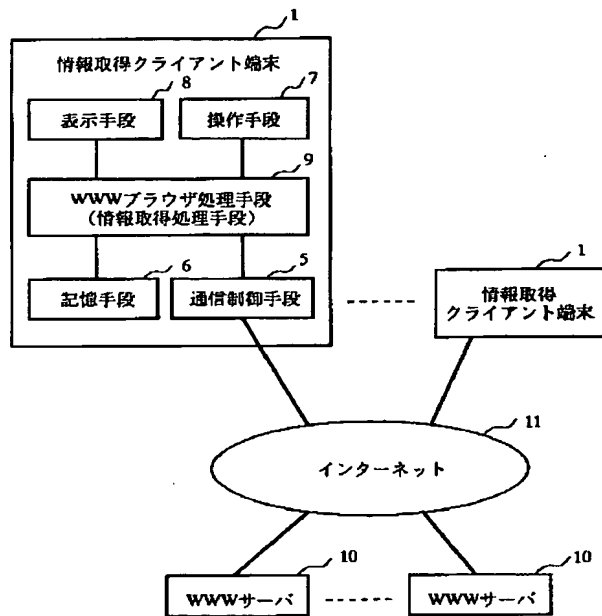 1
情報取得クライアント端末
8
7
表示手段
操作手段
9
WWWブラウザ処理手段
(情報取得処理手段)
6
5
記憶手段
通信制御手段
1
情報取得
クライアント端末
11
インターネット
10
10
WWWサーバ
WWWサーバ